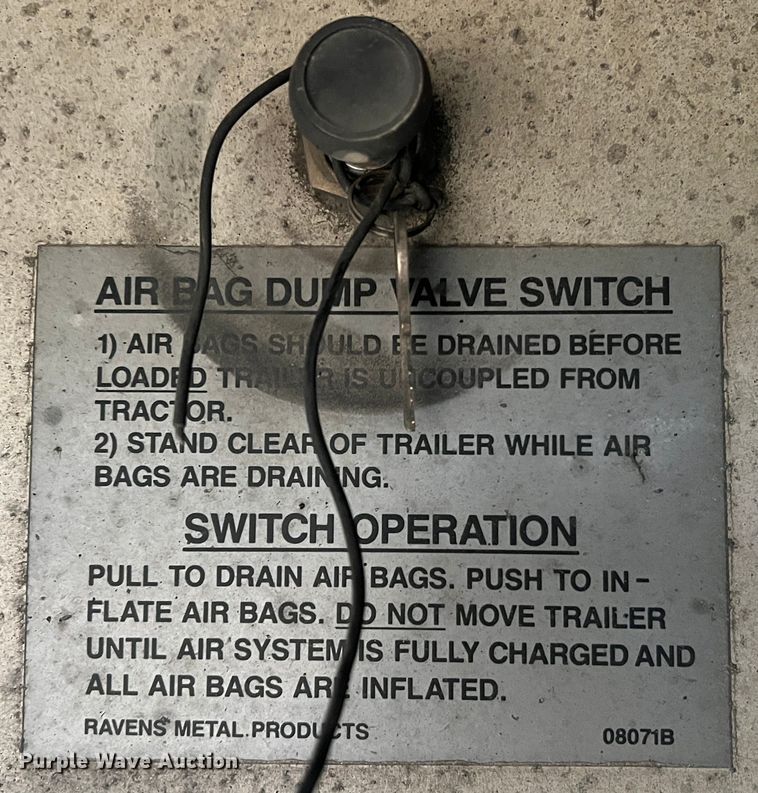 AIR BAG DUMP VALVE SWITCH
1) AIR BAGS SHOULD BE DRAINED BEFORE
LOADED TRAILER IS UNCOUPLED FROM
TRACTOR.
2) STAND CLEAR OF TRAILER WHILE AIR
BAGS ARE DRAINING.
SWITCH OPERATION
PULL TO DRAIN AIR BAGS. PUSH TO IN-
FLATE AIR BAGS. DO NOT MOVE TRAILER
UNTIL AIR SYSTEM IS FULLY CHARGED AND
ALL AIR BAGS ARE INFLATED.
RAVENS METAL PRODUCTS 08071B
Purple Wave Auction